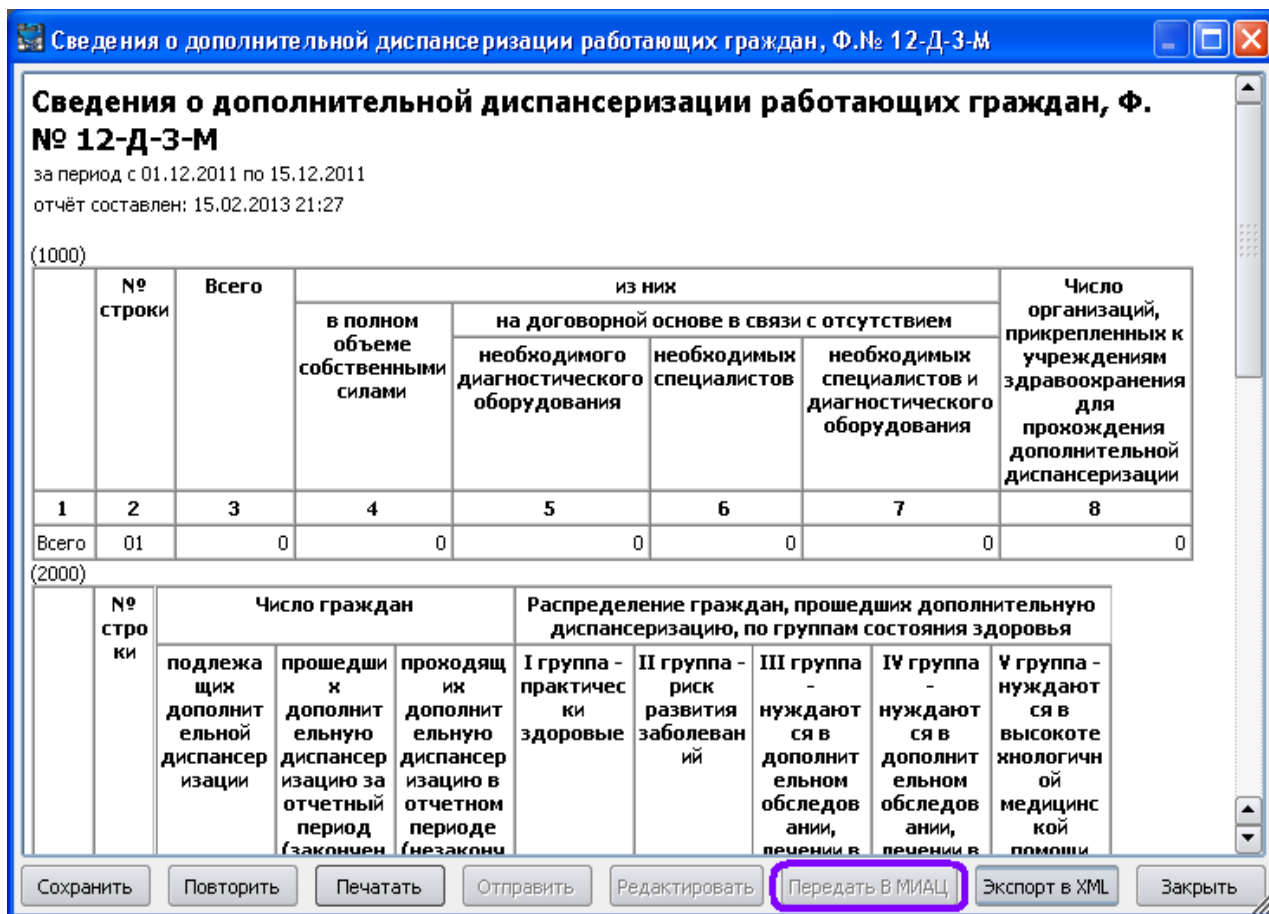 Сведения о дополнительной диспансеризации работающих граждан, Ф.№ 12-Д-3-М
Сведения о дополнительной диспансеризации работающих граждан, Ф.
№ 12-Д-3-М
за период с 01.12.2011 по 15.12.2011
отчёт составлен: 15.02.2013 21:27
(1000)
№
строки
Всего
из них
в полном
объеме
собственными
силами
на договорной основе в связи с отсутствием
необходимого
диагностического
оборудования
необходимых
специалистов
необходимых
специалистов и
диагностического
оборудования
Число
организаций,
прикрепленных к
учреждениям
здравоохранения
для
прохождения
дополнительной
диспансеризации
1 2 3 4 5 6 7 8
Всего 01 0 0 0 0 0 0
(2000)
№
стро
ки
Число граждан
Распределение граждан, прошедших дополнительную
диспансеризацию, по группам состояния здоровья
подлежа
щих
дополнит
ельной
диспансер
изации
прошедши
х
дополнит
ельную
диспансер
изацию за
отчетный
период
(закончен
проходящ
их
дополнит
ельную
диспансер
изацию в
отчетном
периоде
(незаконч
I группа -
практичес
ки
здоровые
II группа -
риск
развития
заболеван
ий
III группа
-
нуждают
ся в
дополнит
ельном
обследов
ании,
лечении в
IV группа
-
нуждают
ся в
дополнит
ельном
обследов
ании,
лечении в
V группа -
нуждают
ся в
высокоте
хнологичн
ой
медицинс
кой
помощи
Сохранить Повторить Печатать Отправить Редактировать Передать В МИАЦ Экспорт в XML Закрыть